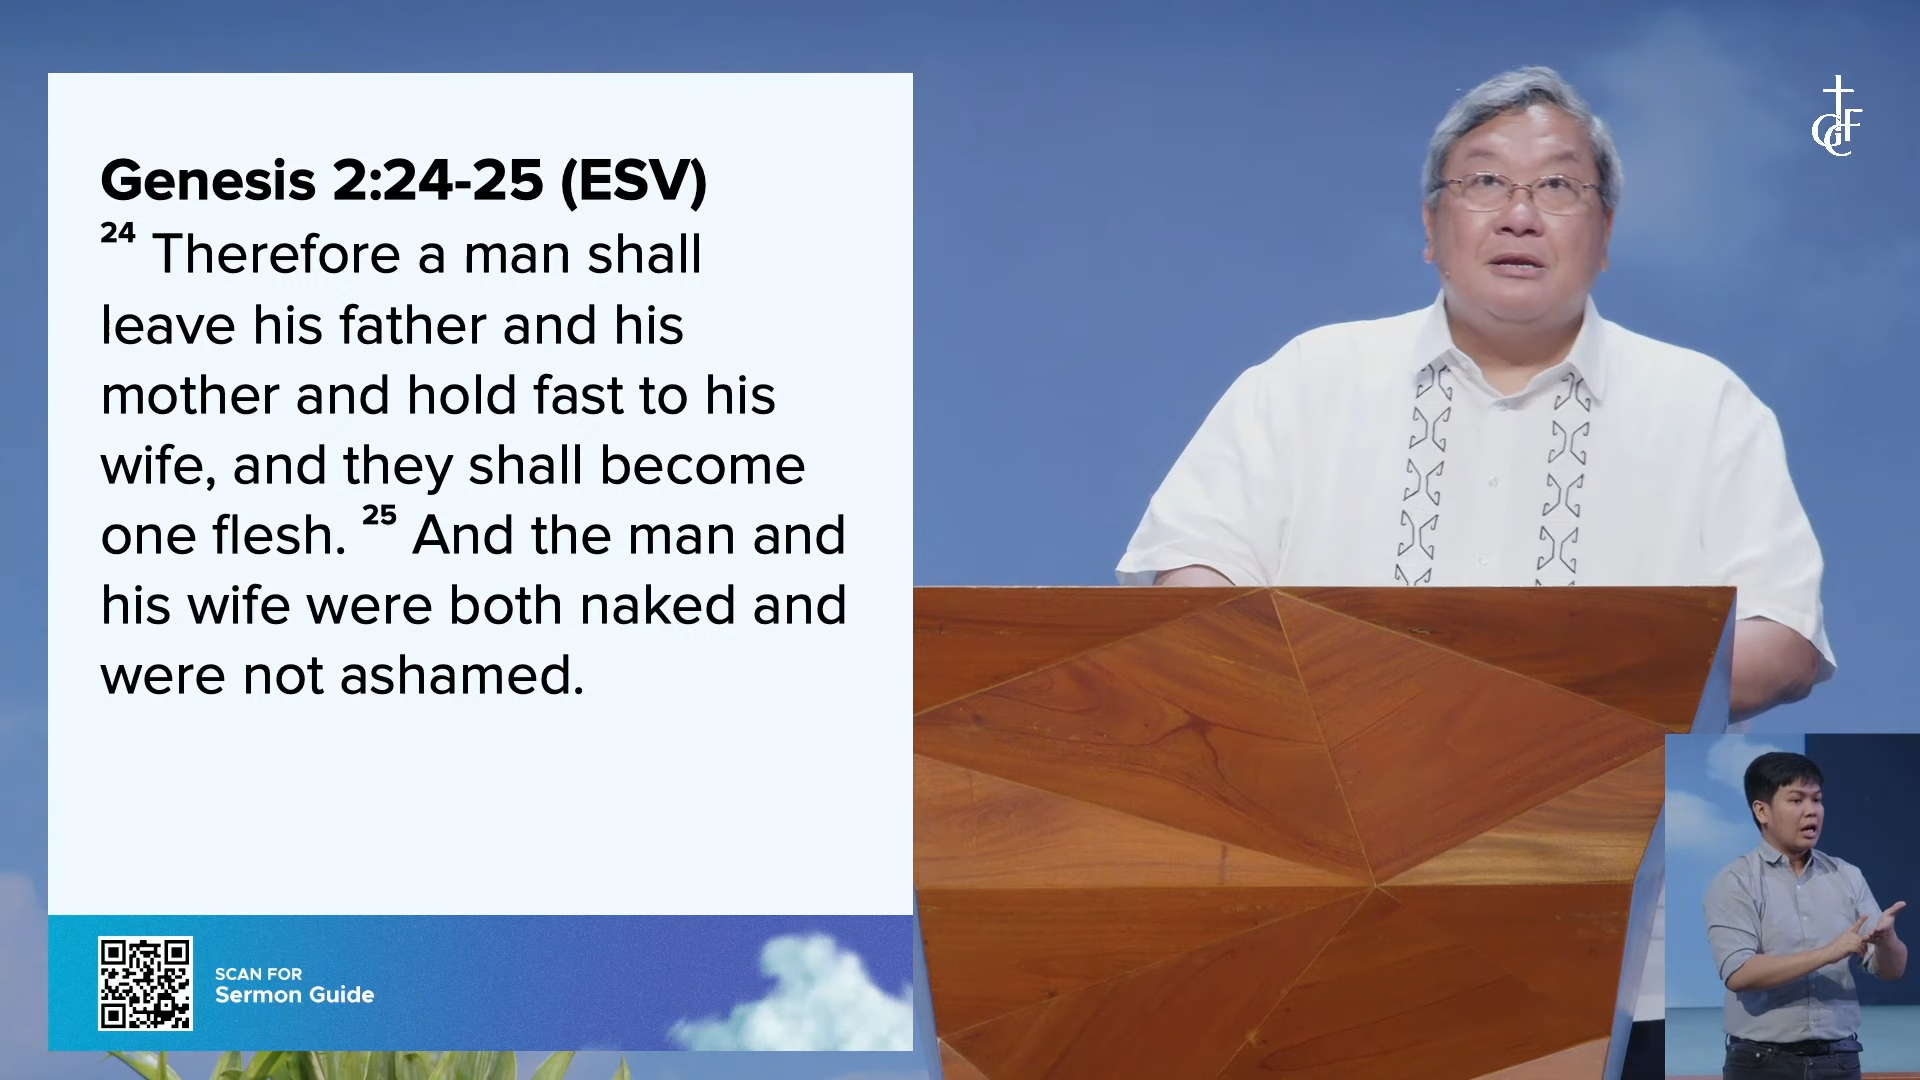 Genesis 2:24-25 (ESV)
24 Therefore a man shall
leave his father and his
mother and hold fast to his
wife, and they shall become
one flesh. 25 And the man and
his wife were both naked and
were not ashamed.
SCAN FOR
Sermon Guide
GCF